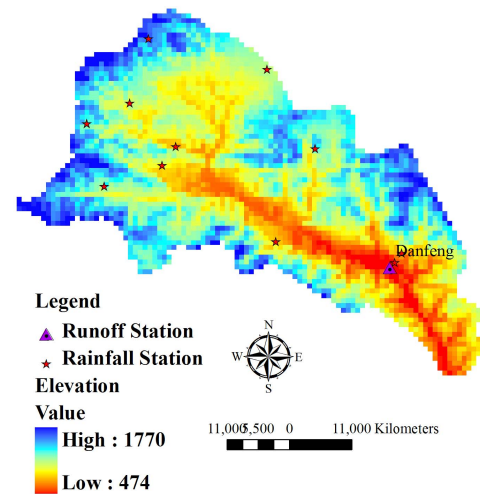 Danfeng
Legend
Runoff Station
Rainfall Station
Elevation
Value
High : 1770
Low : 474
N
W E
S
11,000 5,500 0 11,000 Kilometers